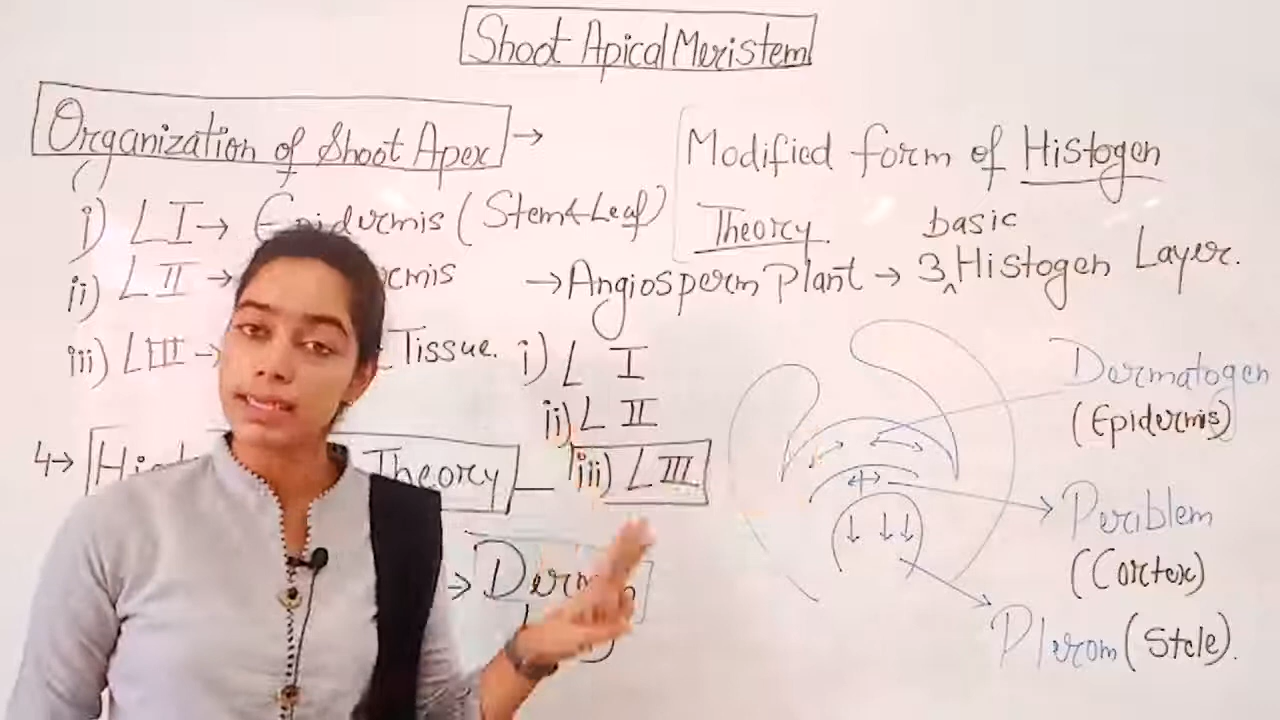 Shoot Apical Meristem
Organization of Shoot Apex →
i) L I → Epidermis (Stem & Leaf)
ii) L II →
iii) L III → Tissue.
4→ Theory
Modified form of Histogen
Theory.
basic
→ Angiosperm Plant → 3 Histogen Layer.
i) L I
ii) L II
iii) L III
Dermatogen
(Epidermis)
Periblem
(Cortex)
Plerom (Stele).